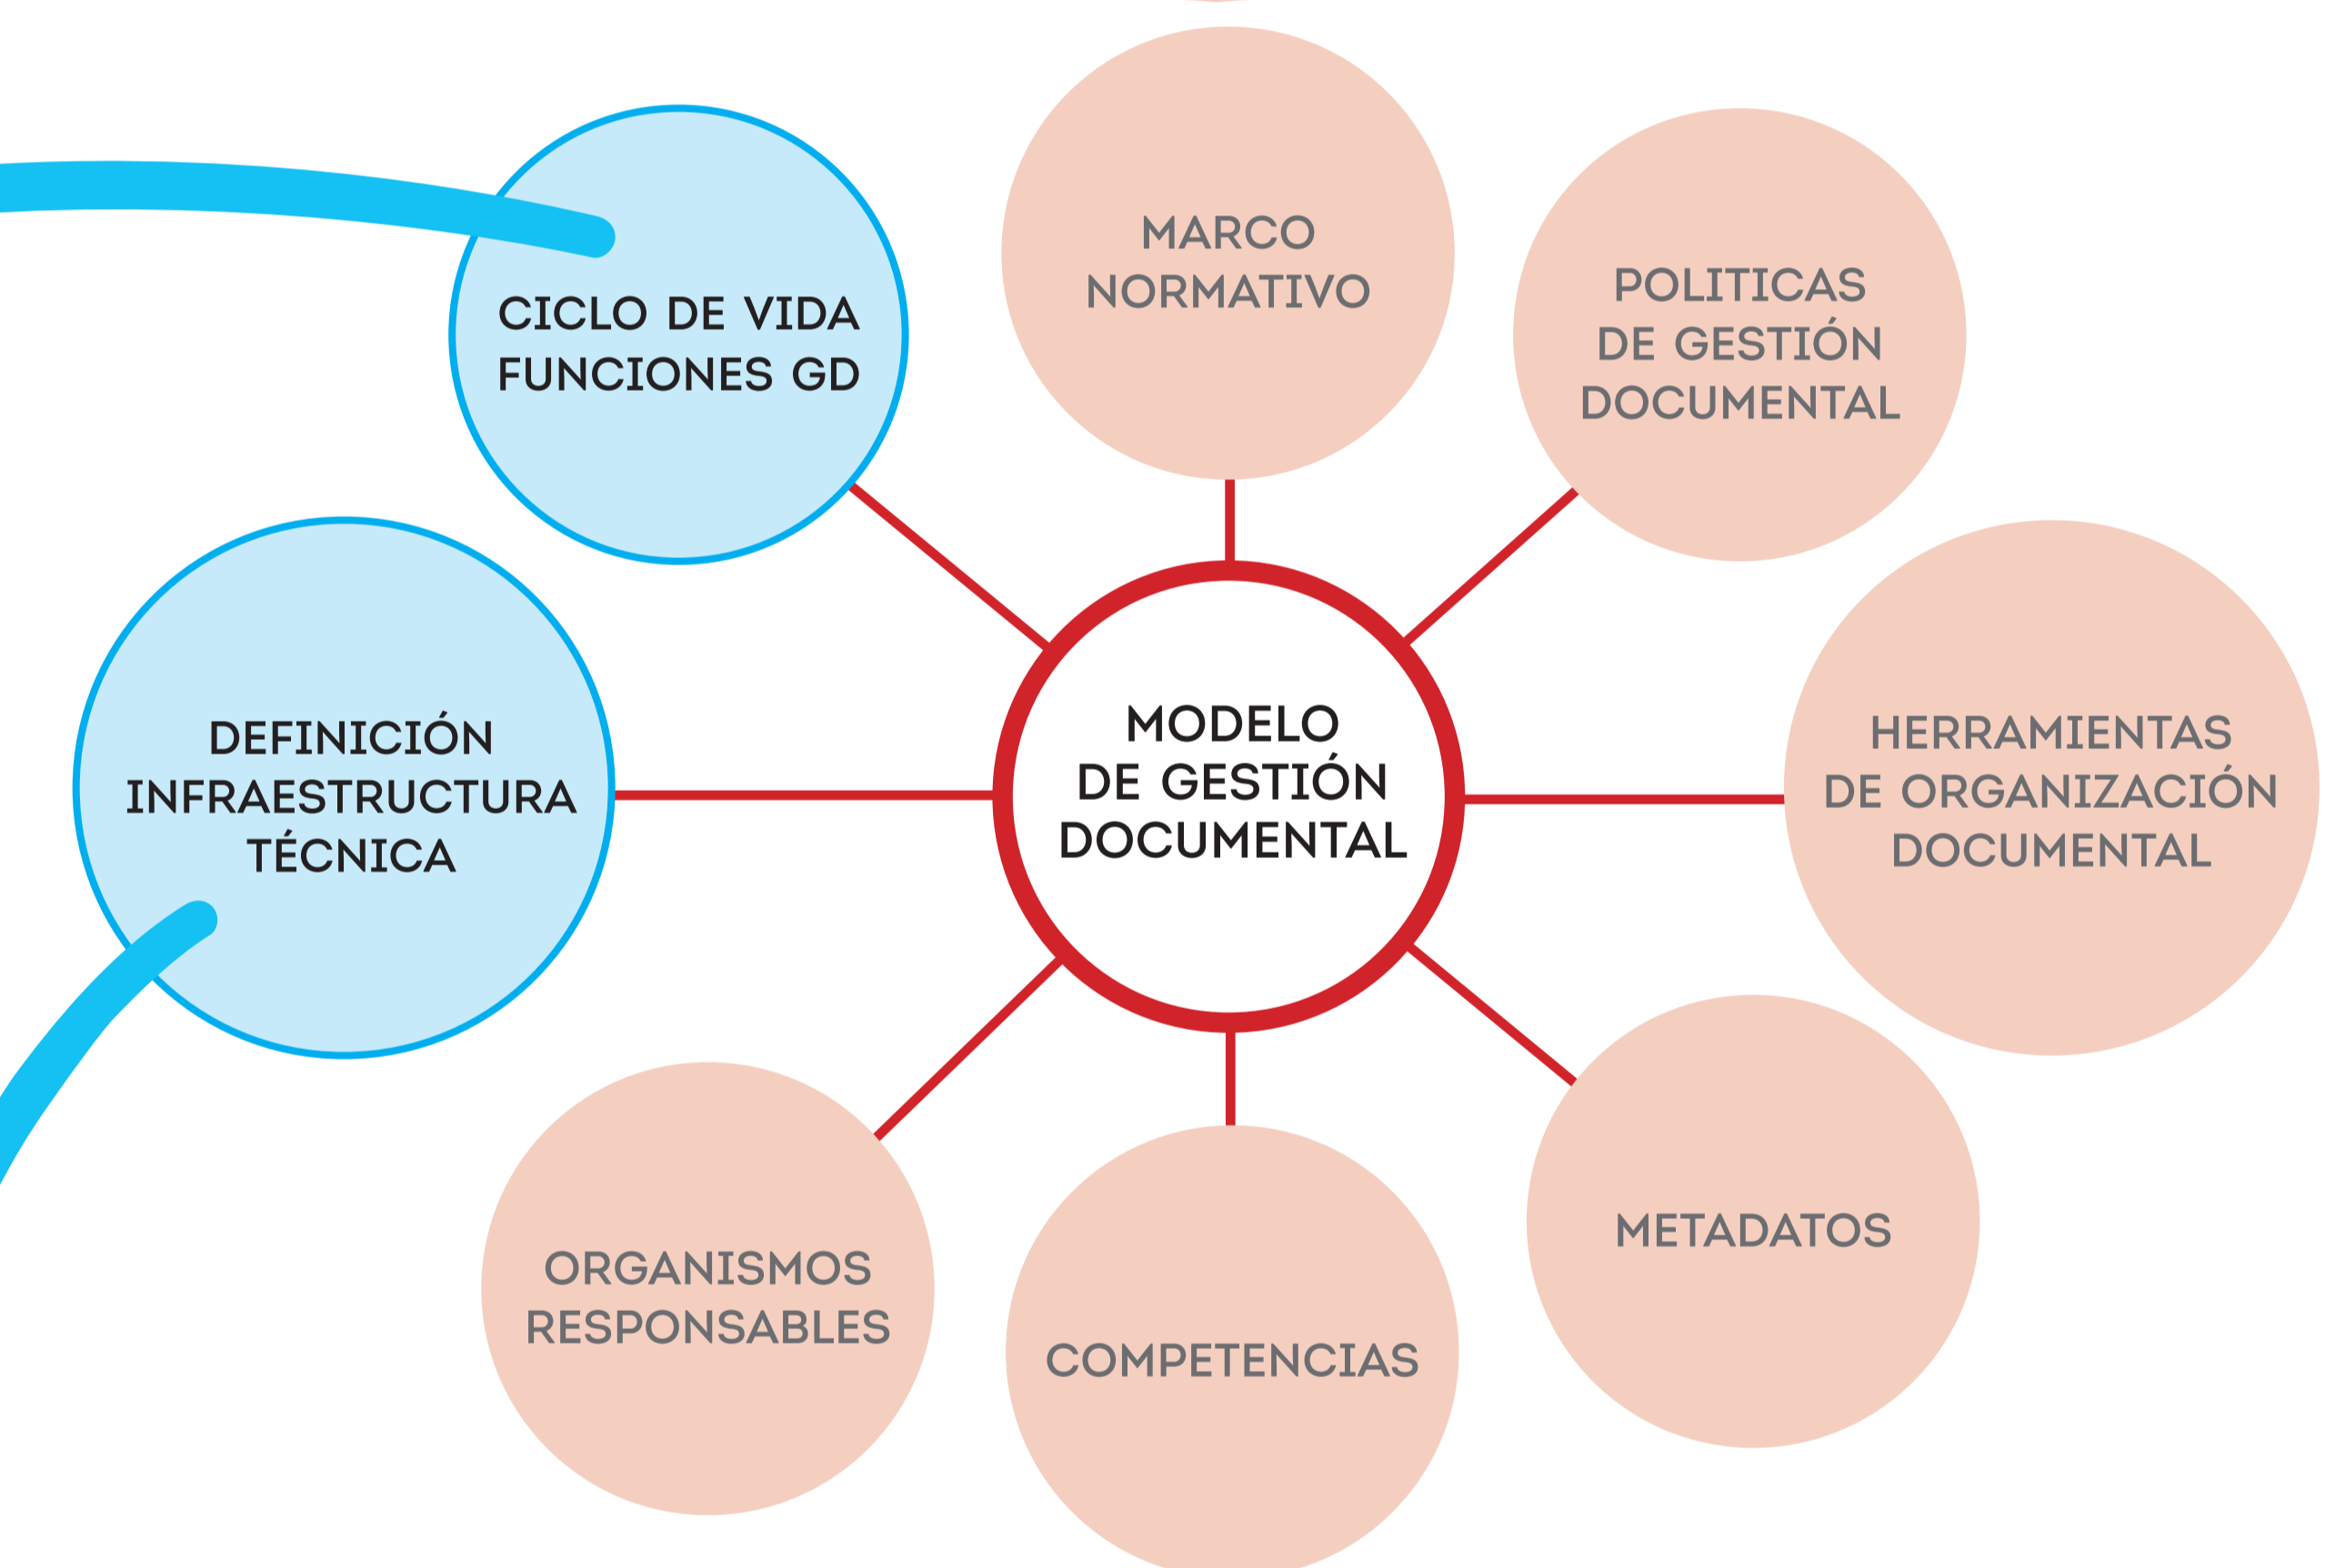 MARCO
NORMATIVO
POLITICAS
DE GESTIÓN
DOCUMENTAL
CICLO DE VIDA
FUNCIONES GD
MODELO
DE GESTIÓN
DOCUMENTAL
DEFINICIÓN
INFRAESTRUCTURA
TÉCNICA
HERRAMIENTAS
DE ORGANIZACIÓN
DOCUMENTAL
METADATOS
ORGANISMOS
RESPONSABLES
COMPETENCIAS